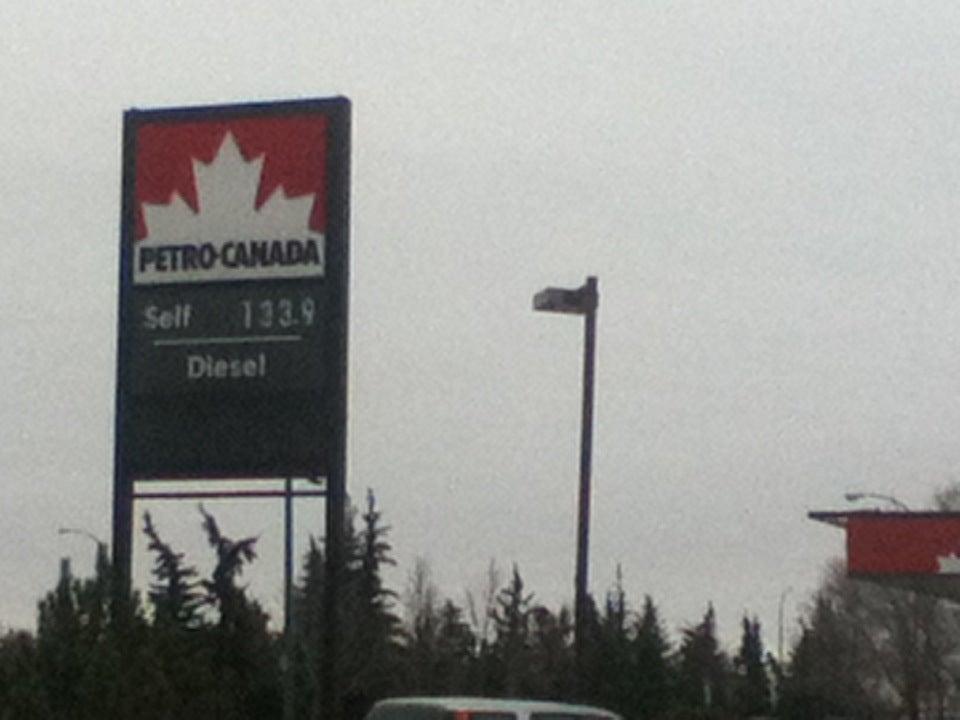 PETRO-CANADA
Self 133.9
Diesel